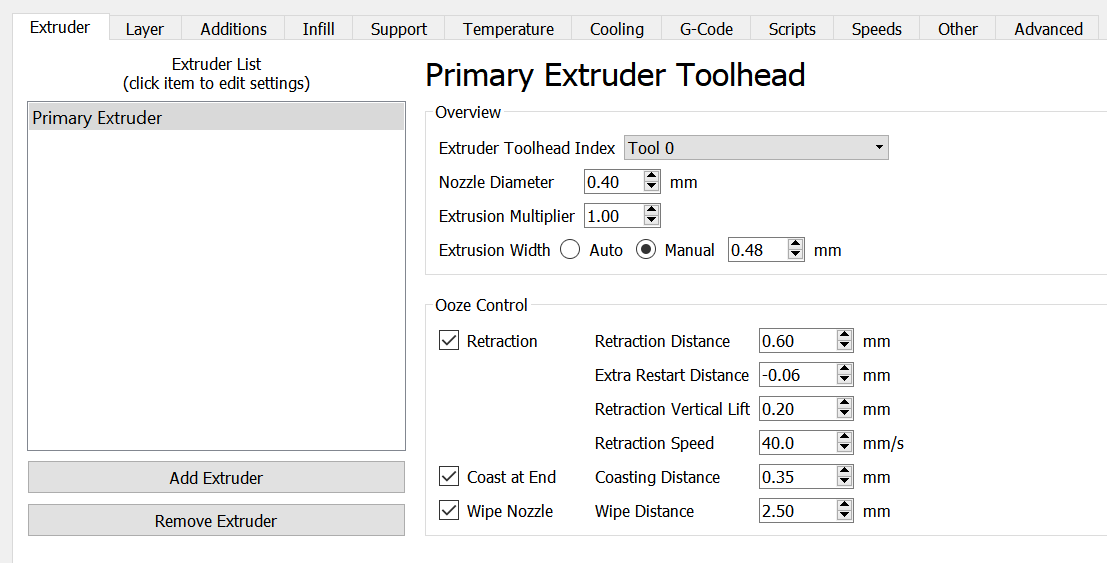 Extruder Layer Additions Infill Support Temperature Cooling G-Code Scripts Speeds Other Advanced
Extruder List
(click item to edit settings)
Primary Extruder
Add Extruder
Remove Extruder
Primary Extruder Toolhead
Overview
Extruder Toolhead Index Tool 0
Nozzle Diameter 0.40 mm
Extrusion Multiplier 1.00
Extrusion Width Auto Manual 0.48 mm
Ooze Control
Retraction Retraction Distance 0.60 mm
Extra Restart Distance -0.06 mm
Retraction Vertical Lift 0.20 mm
Retraction Speed 40.0 mm/s
Coast at End Coasting Distance 0.35 mm
Wipe Nozzle Wipe Distance 2.50 mm